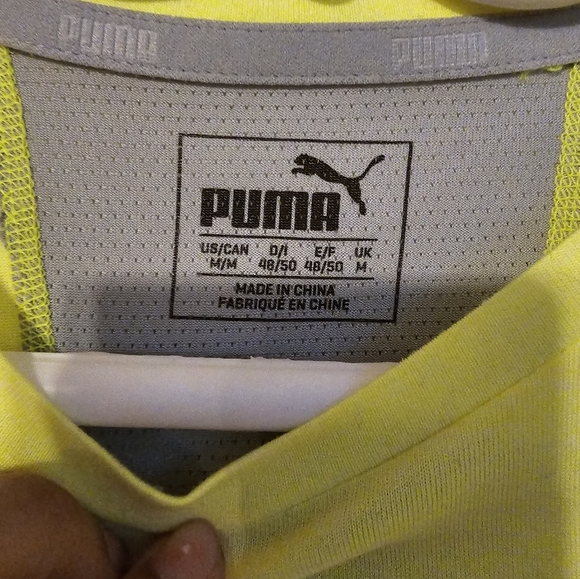 PUMA PUMA
PUMA
US/CAN D/I E/F UK
M/M 48/50 48/50 M
MADE IN CHINA
FABRIQUÉ EN CHINE